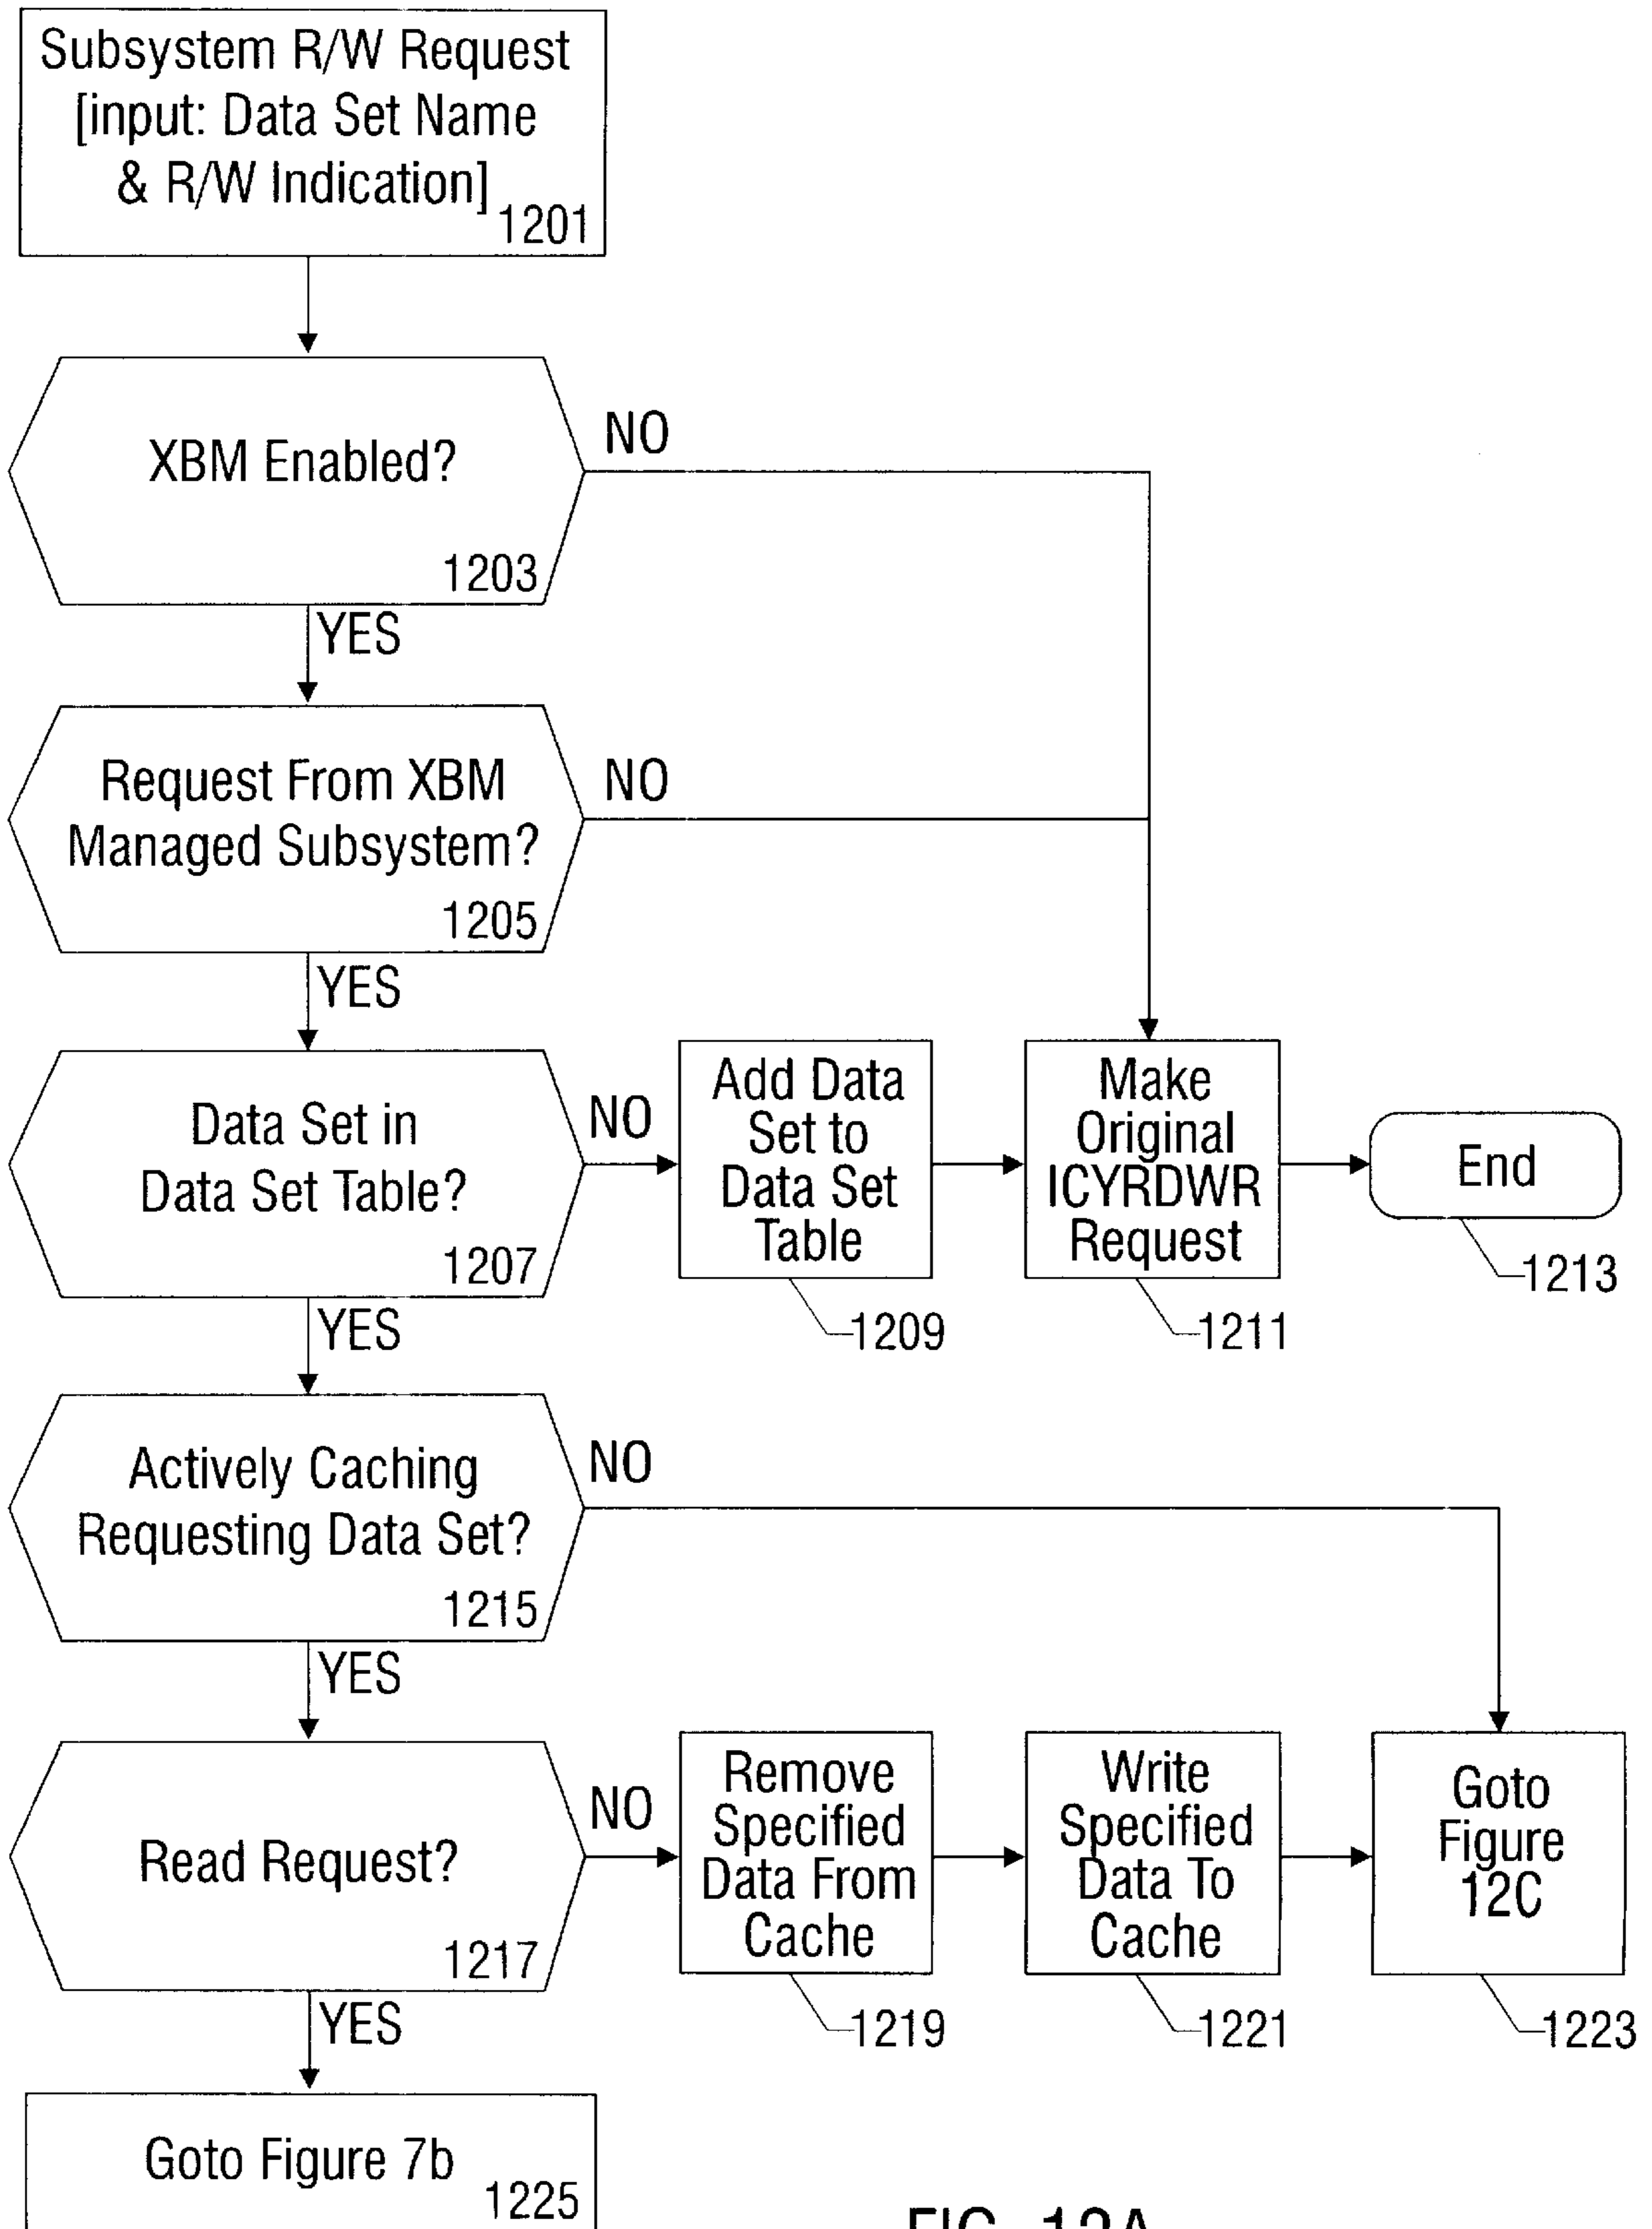 Subsystem R/W Request
[input: Data Set Name
& R/W Indication]
1201
XBM Enabled?
1203
NO
YES
Request From XBM
Managed Subsystem?
1205
NO
YES
Data Set in
Data Set Table?
1207
NO
Add Data
Set to
Data Set
Table
1209
Make
Original
ICYRDWR
Request
1211
End
1213
YES
Actively Caching
Requesting Data Set?
1215
NO
YES
Read Request?
1217
NO
Remove
Specified
Data From
Cache
1219
Write
Specified
Data To
Cache
1221
Goto
Figure
12C
1223
YES
Goto Figure 7b
1225
FIG. 12A